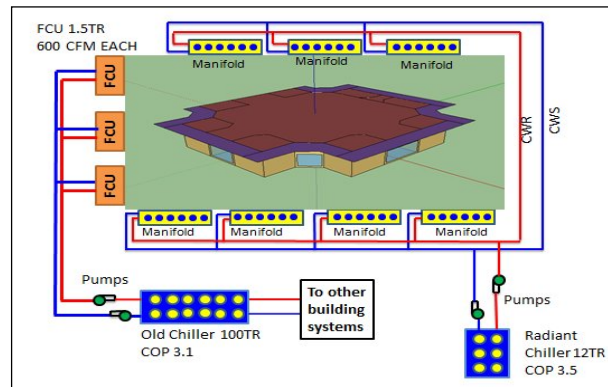 FCU 1.5TR
600 CFM EACH
Manifold
Manifold
Manifold
FCU
FCU
FCU
CWR
CWS
Manifold
Manifold
Manifold
Manifold
Pumps
Pumps
To other
building
systems
Old Chiller 100TR
COP 3.1
Radiant
Chiller 12TR
COP 3.5